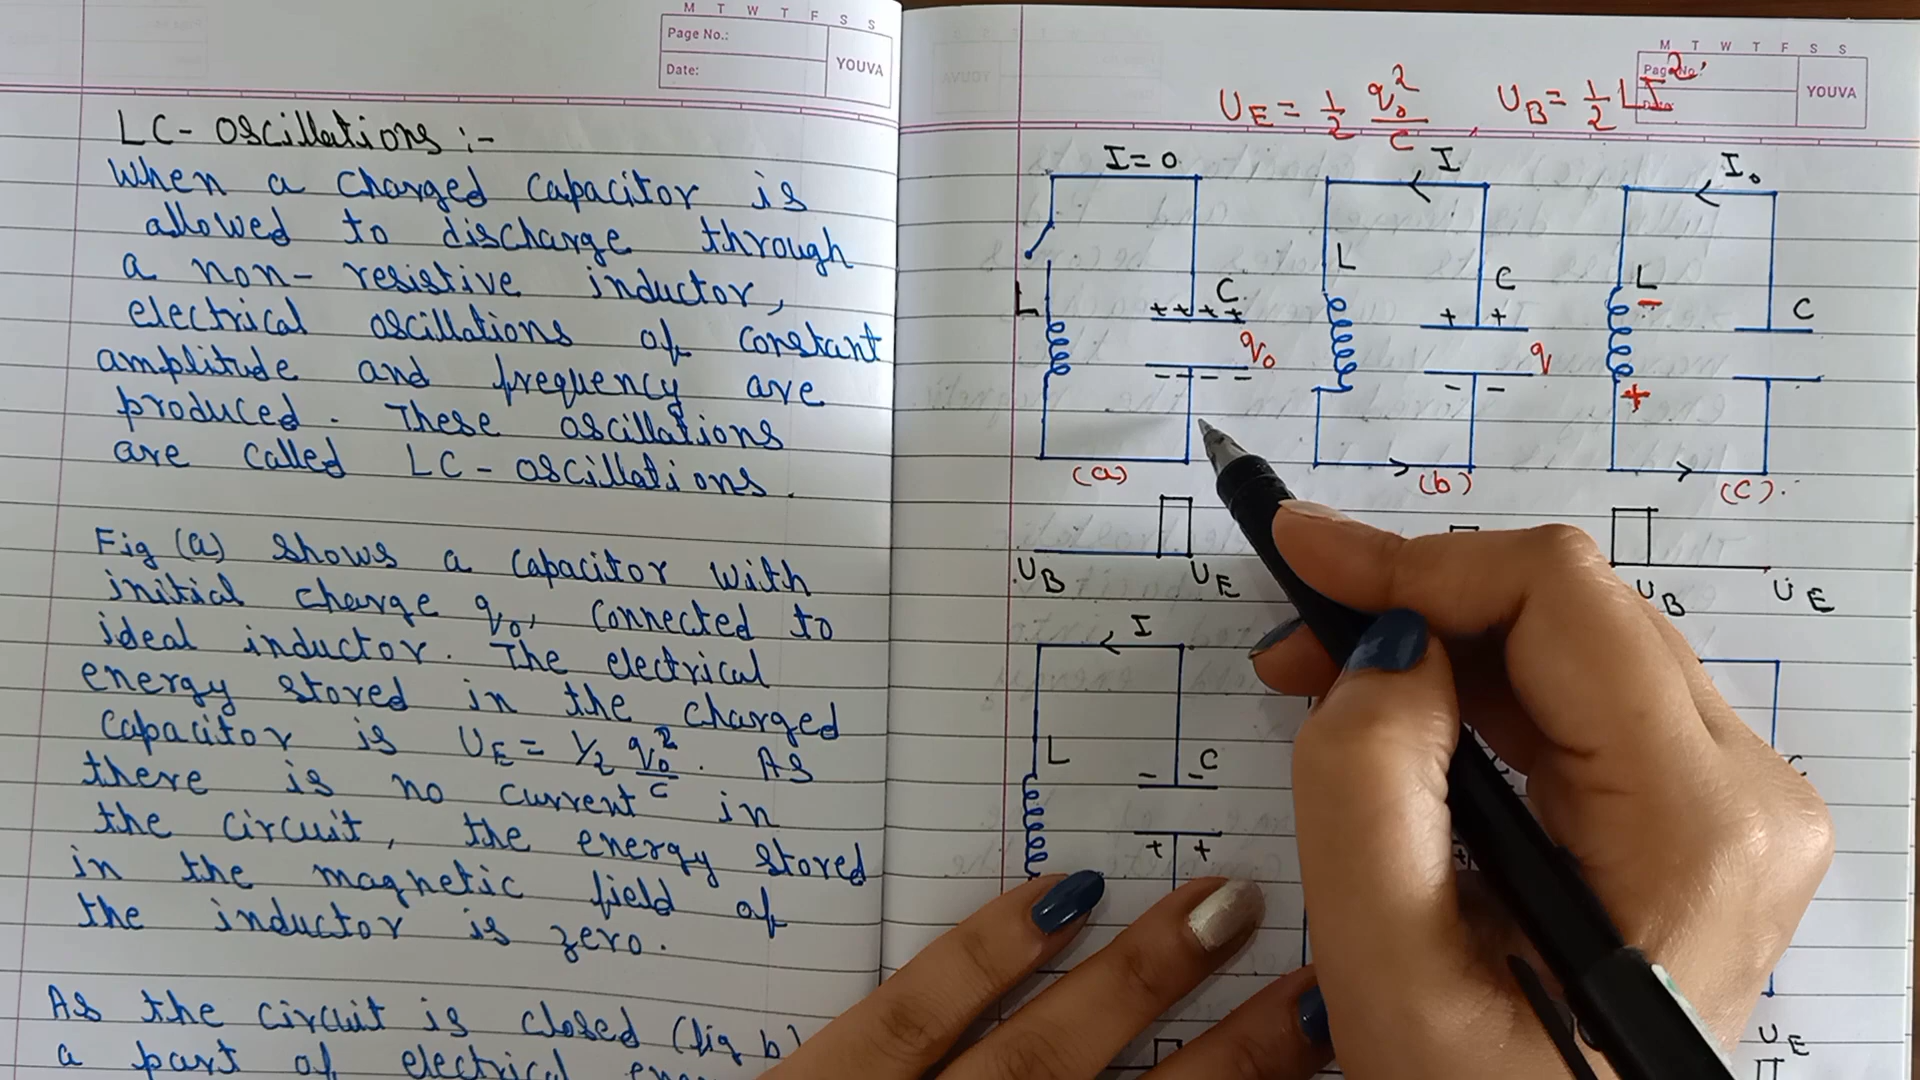 M T W T F S S
Page No.:
Date:
YOUVA
LC- Oscillations :-
When a charged capacitor is
allowed to discharge through
a non- resistive inductor,
electrical oscillations of constant
amplitude and frequency are
produced. These oscillations
are called LC-oscillations.
Fig (a) shows a capacitor with
initial charge q₀, connected to
ideal inductor. The electrical
energy stored in the charged
capacitor is U_E = 1/2 q₀²/C. As
there is no current in
the circuit, the energy stored
in the magnetic field of
the inductor is zero.
As the circuit is closed (fig b)
a part of electrical
M T W T F S S
Page No.
YOUVA
U_E = 1/2 q₀²/C, U_B = 1/2 LI²
I=0 I I₀
L C L C L C
++++ + + −
q₀ q
− − − − − − +
(a) (b) (c).
U_B U_E U_B U_E
I
L C
− −
+ +
U_E